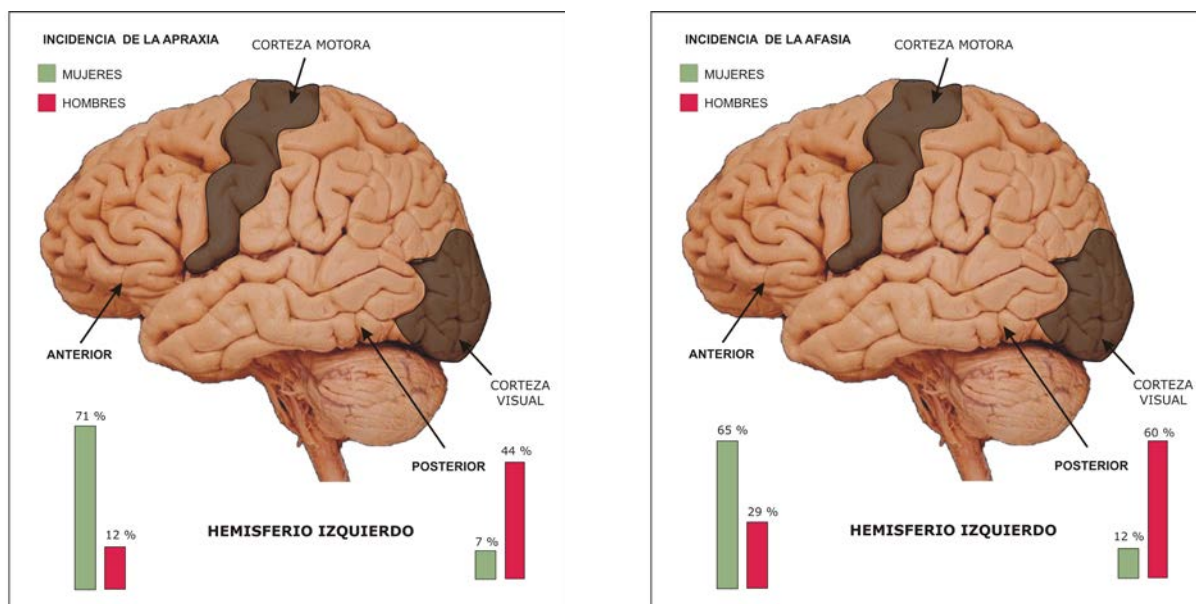 INCIDENCIA DE LA APRAXIA
CORTEZA MOTORA
MUJERES
HOMBRES
ANTERIOR
CORTEZA
VISUAL
71 %
POSTERIOR
44 %
12 %
7 %
HEMISFERIO IZQUIERDO
INCIDENCIA DE LA AFASIA
CORTEZA MOTORA
MUJERES
HOMBRES
ANTERIOR
CORTEZA
VISUAL
65 %
60 %
POSTERIOR
29 %
12 %
HEMISFERIO IZQUIERDO